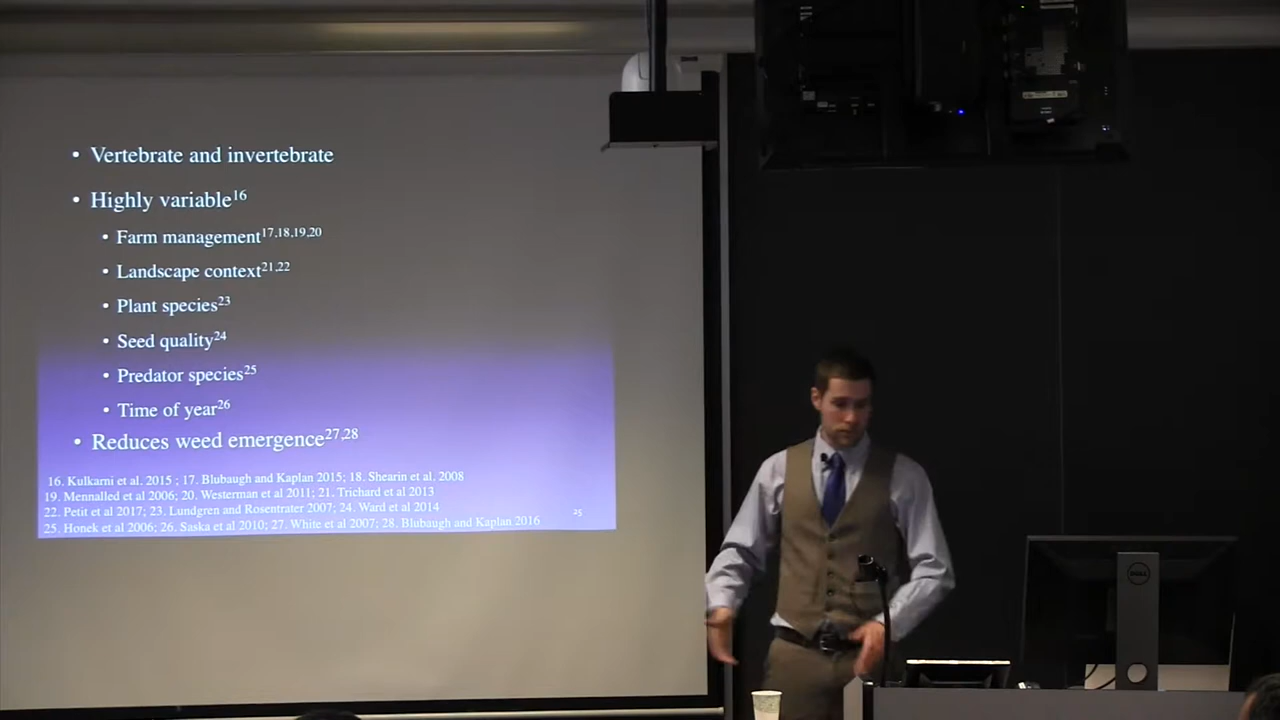 • Vertebrate and invertebrate
• Highly variable16
• Farm management17,18,19,20
• Landscape context21,22
• Plant species23
• Seed quality24
• Predator species25
• Time of year26
• Reduces weed emergence27,28
16. Kulkarni et al. 2015 ; 17. Blubaugh and Kaplan 2015; 18. Shearin et al. 2008
19. Mennalled et al 2006; 20. Westerman et al 2011; 21. Trichard et al 2013
22. Petit et al 2017; 23. Lundgren and Rosentrater 2007; 24. Ward et al 2014
25. Honek et al 2006; 26. Saska et al 2010; 27. White et al 2007; 28. Blubaugh and Kaplan 2016
25
DELL